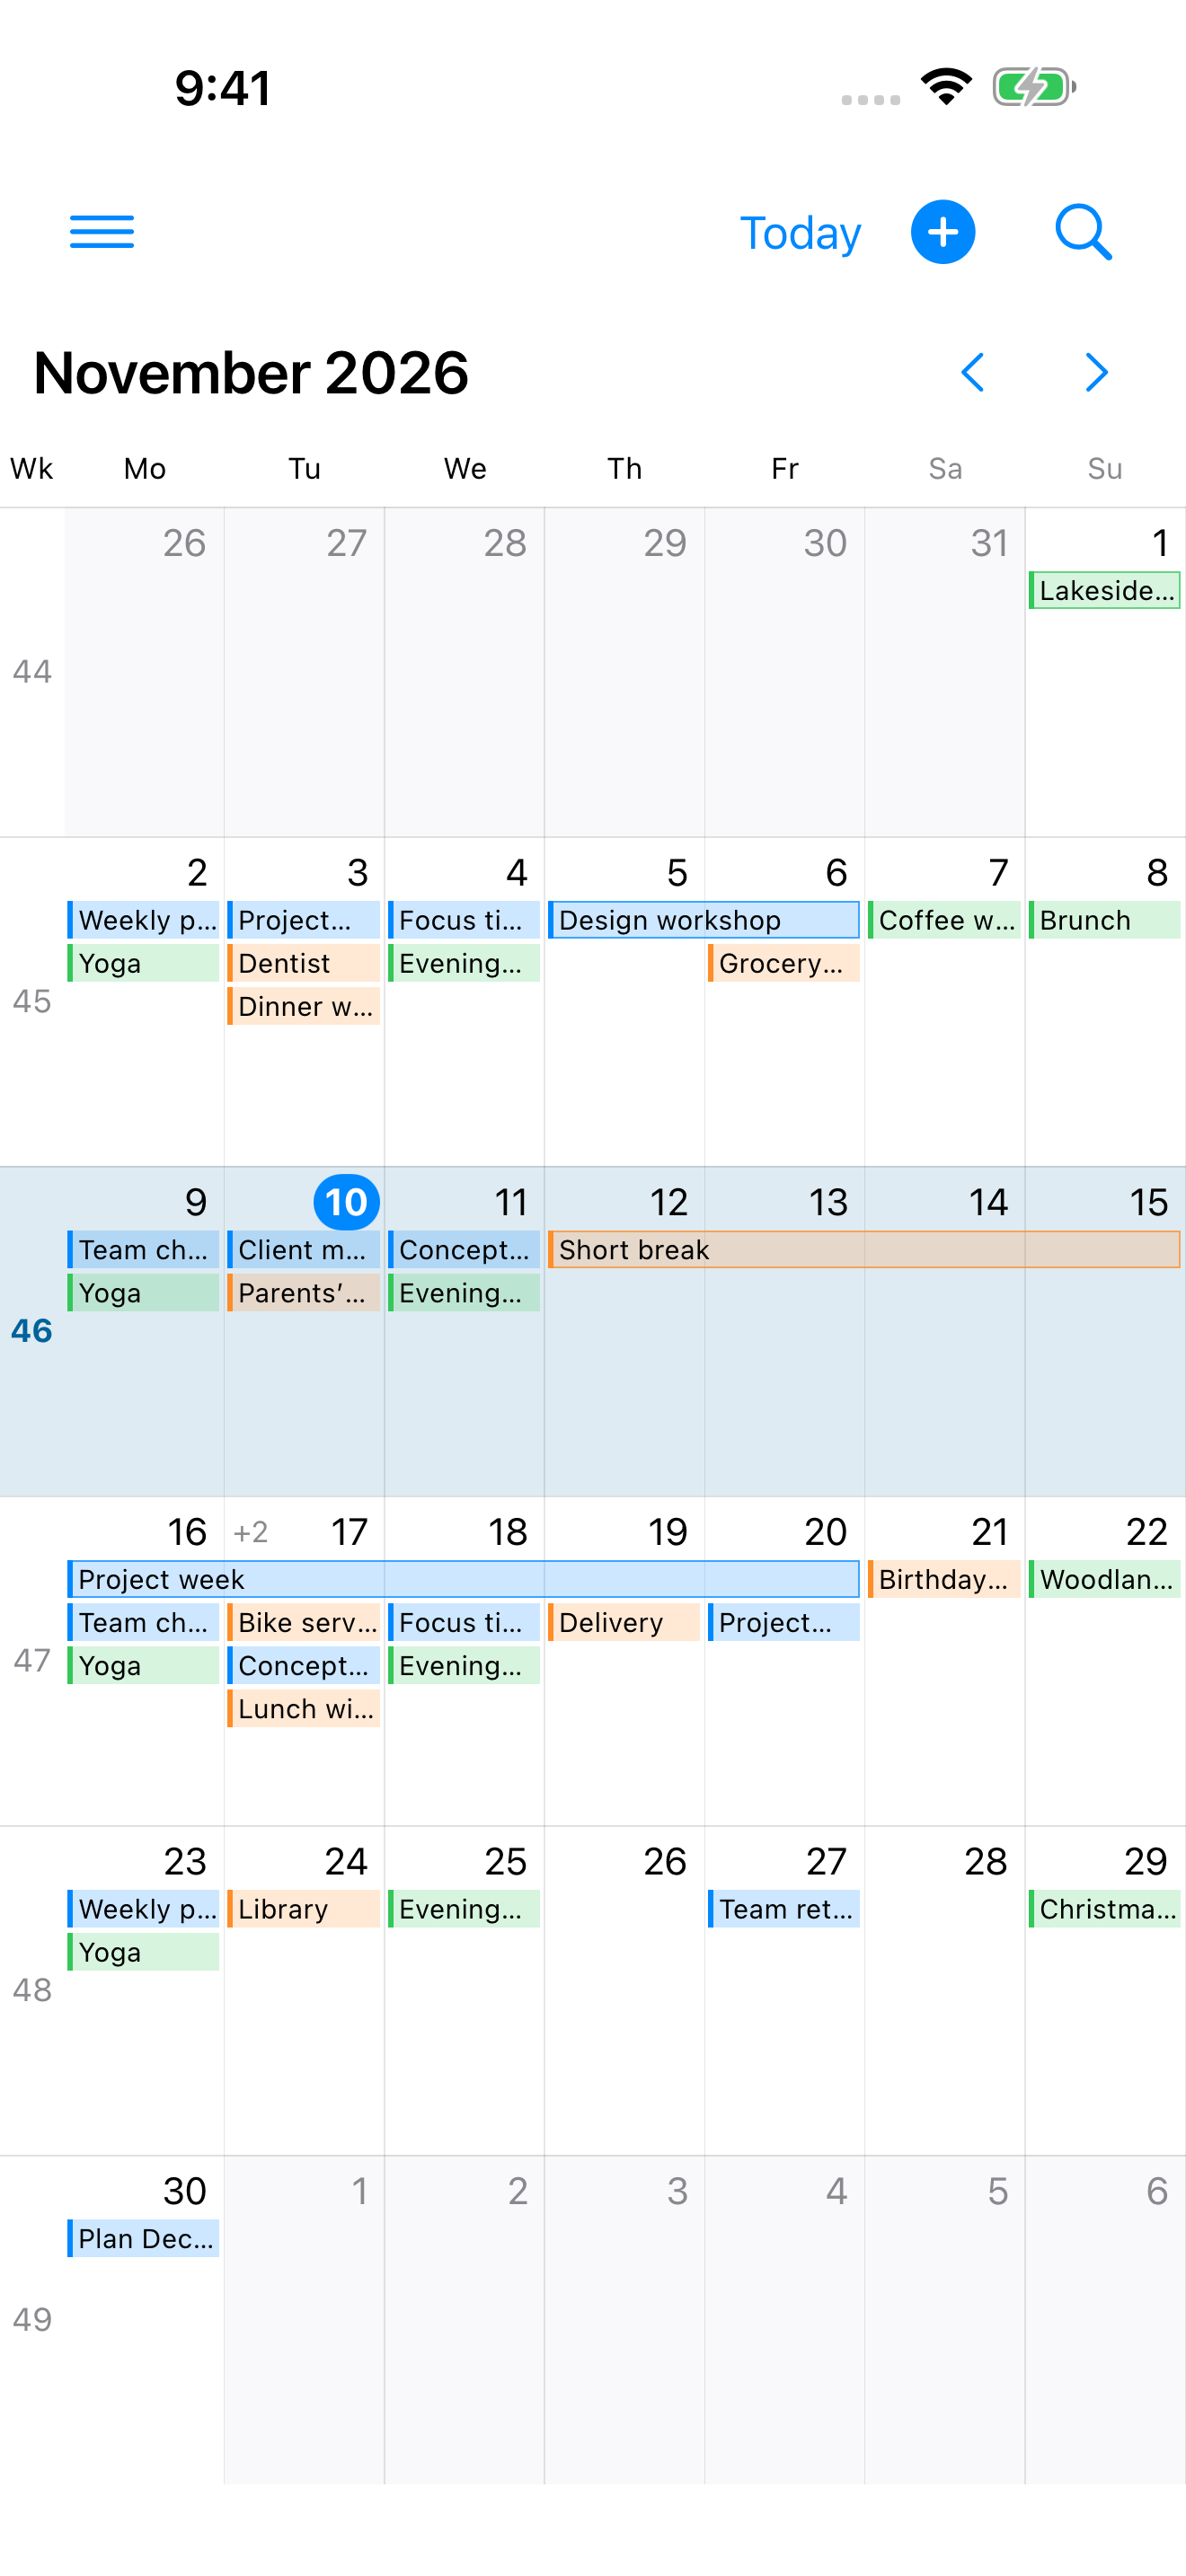 9:41
Today
November 2026
Wk Mo Tu We Th Fr Sa Su
44
26 27 28 29 30 31 1
Lakeside...
45
2 3 4 5 6 7 8
Weekly p... Project... Focus ti... Design workshop Coffee w... Brunch
Yoga Dentist Evening... Grocery...
Dinner w...
46
9 10 11 12 13 14 15
Team ch... Client m... Concept... Short break
Yoga Parents’... Evening...
47
16 +2 17 18 19 20 21 22
Project week Birthday... Woodlan...
Team ch... Bike serv... Focus ti... Delivery Project...
Yoga Concept... Evening...
Lunch wi...
48
23 24 25 26 27 28 29
Weekly p... Library Evening... Team ret... Christma...
Yoga
49
30 1 2 3 4 5 6
Plan Dec...